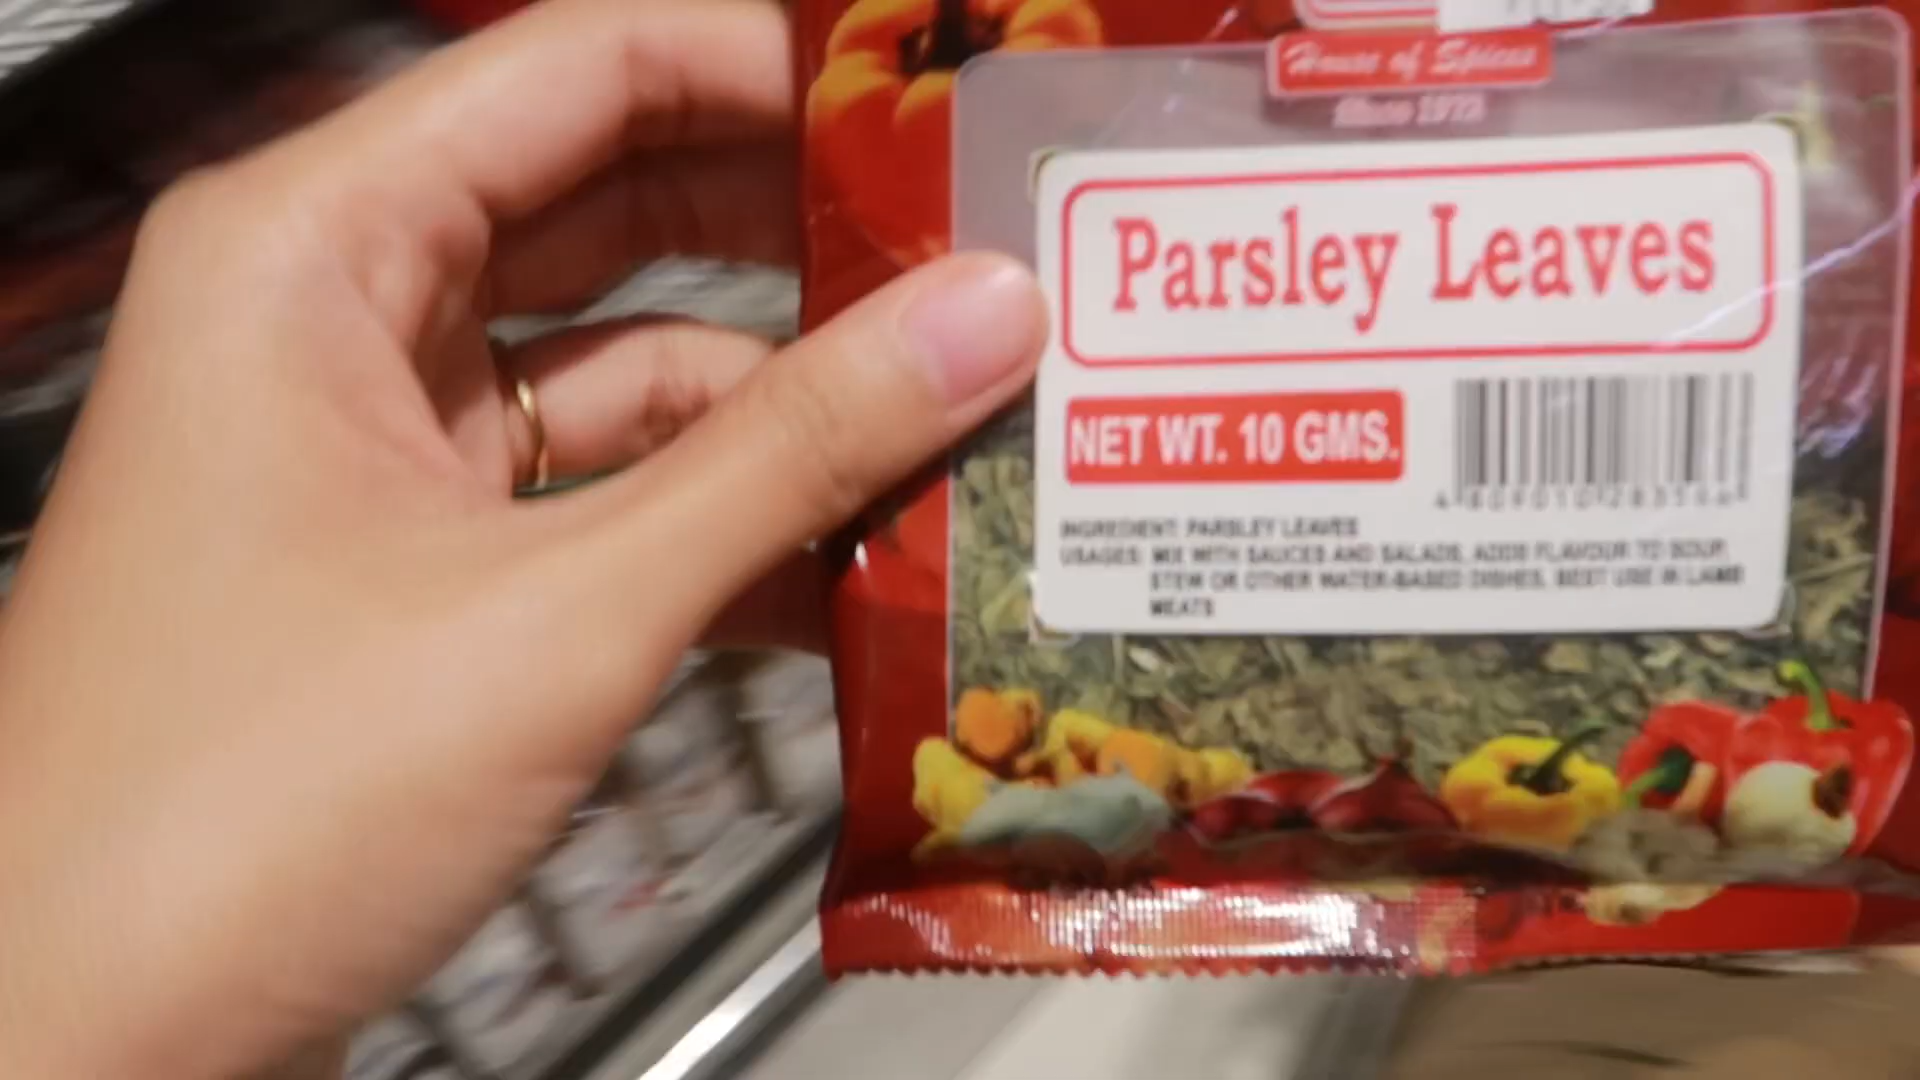 House of Spices
Since 1973
Parsley Leaves
NET WT. 10 GMS.
INGREDIENT: PARSLEY LEAVES
USAGES: MIX WITH SAUCES AND SALADS, ADDS FLAVOUR TO SOUP,
STEW OR OTHER WATER-BASED DISHES, BEST USE IN LAMB
MEATS